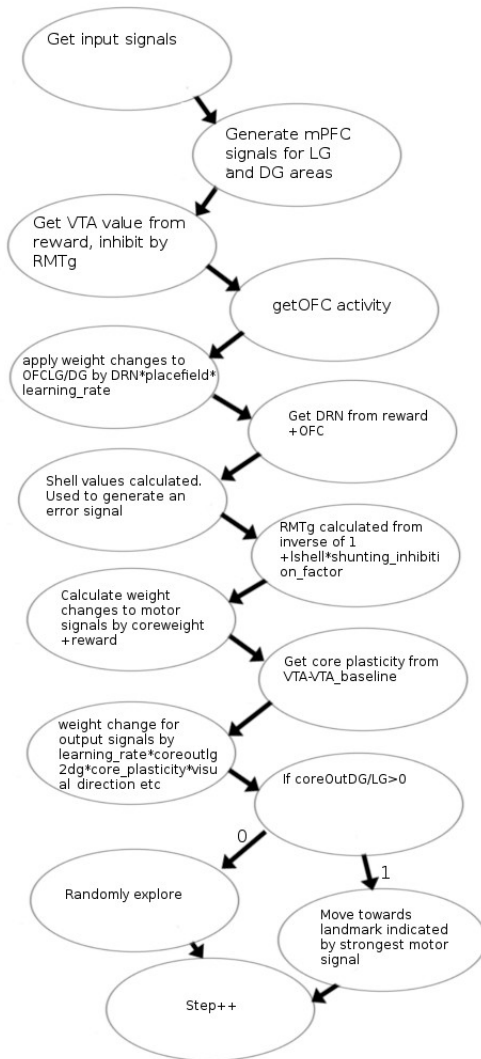 Get input signals
Generate mPFC
signals for LG
and DG areas
Get VTA value from
reward, inhibit by
RMTg
getOFC activity
apply weight changes to
OFCLG/DG by DRN*placefield*
learning_rate
Get DRN from reward
+OFC
Shell values calculated.
Used to generate an
error signal
RMTg calculated from
inverse of 1
+lshell*shunting_inhibiti
on_factor
Calculate weight
changes to motor
signals by coreweight
+reward
Get core plasticity from
VTA-VTA_baseline
weight change for
output signals by
learning_rate*coreoutlg
2dg*core_plasticity*vis
ual direction etc
If coreOutDG/LG>0
0
1
Randomly explore
Move towards
landmark indicated
by strongest motor
signal
Step++